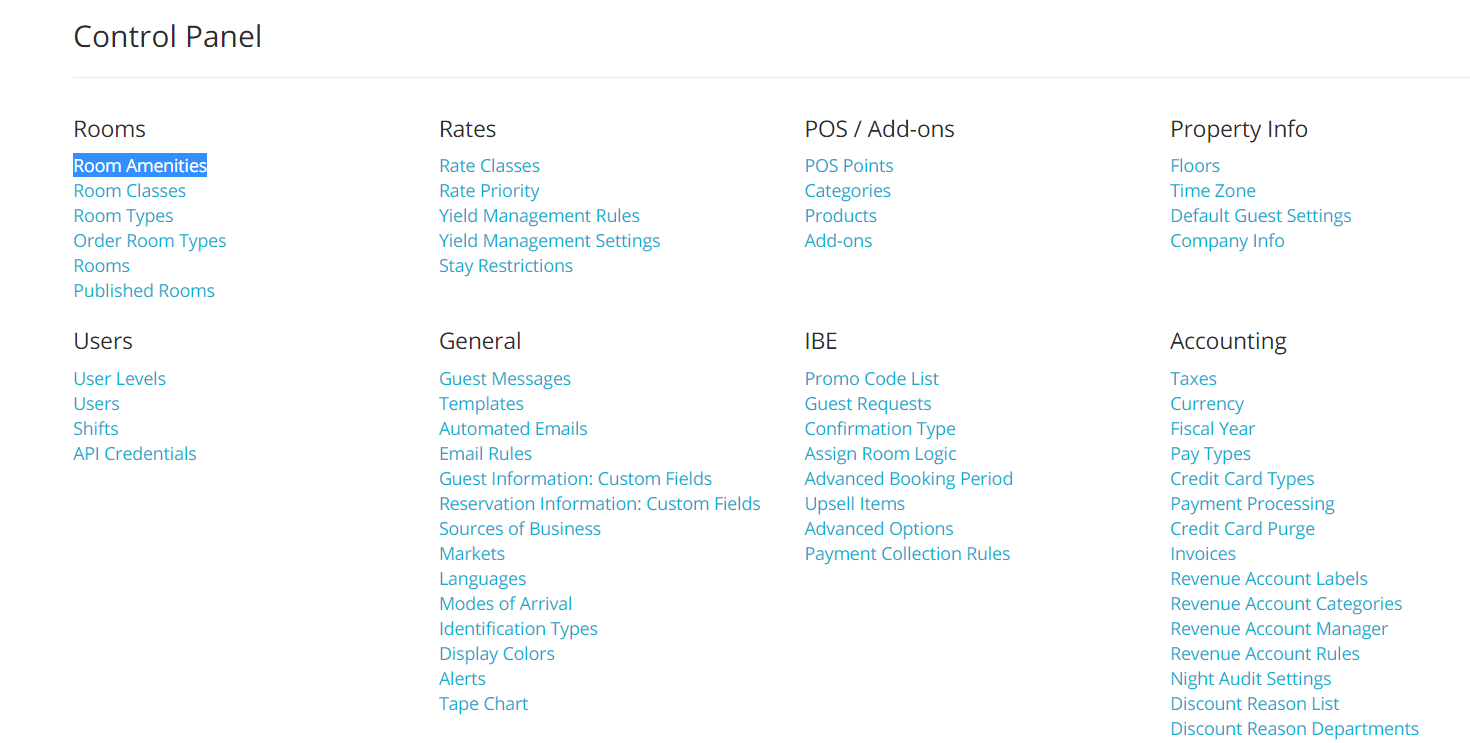 Control Panel
Rooms
Room Amenities
Room Classes
Room Types
Order Room Types
Rooms
Published Rooms
Rates
Rate Classes
Rate Priority
Yield Management Rules
Yield Management Settings
Stay Restrictions
POS / Add-ons
POS Points
Categories
Products
Add-ons
Property Info
Floors
Time Zone
Default Guest Settings
Company Info
Users
User Levels
Users
Shifts
API Credentials
General
Guest Messages
Templates
Automated Emails
Email Rules
Guest Information: Custom Fields
Reservation Information: Custom Fields
Sources of Business
Markets
Languages
Modes of Arrival
Identification Types
Display Colors
Alerts
Tape Chart
IBE
Promo Code List
Guest Requests
Confirmation Type
Assign Room Logic
Advanced Booking Period
Upsell Items
Advanced Options
Payment Collection Rules
Accounting
Taxes
Currency
Fiscal Year
Pay Types
Credit Card Types
Payment Processing
Credit Card Purge
Invoices
Revenue Account Labels
Revenue Account Categories
Revenue Account Manager
Revenue Account Rules
Night Audit Settings
Discount Reason List
Discount Reason Departments